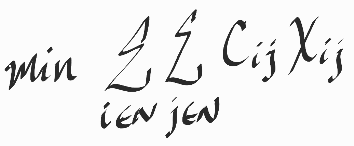 min ∑ ∑ Cij Xij
i∈N j∈N